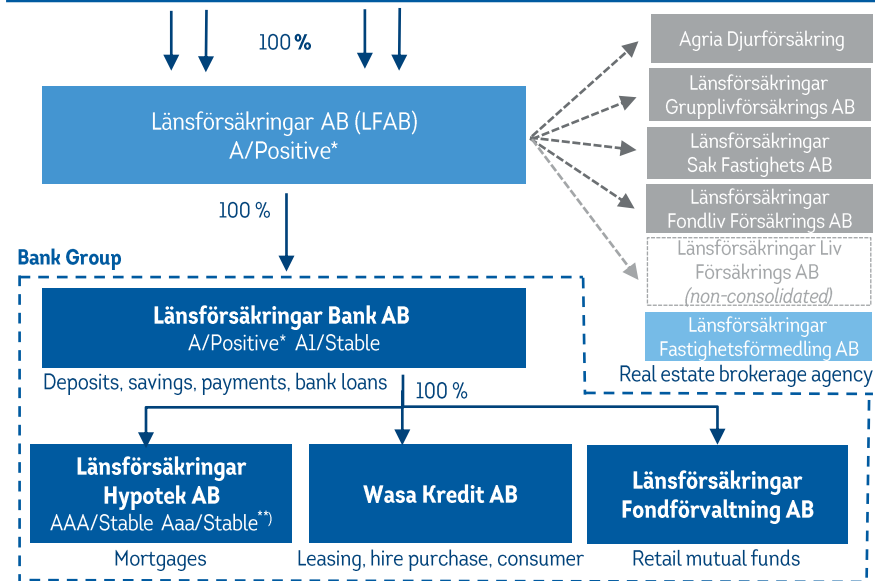 100 %
Länsförsäkringar AB (LFAB)
A/Positive*
Agria Djurförsäkring
Länsförsäkringar
Grupplivförsäkrings AB
Länsförsäkringar
Sak Fastighets AB
Länsförsäkringar
Fondliv Försäkrings AB
Länsförsäkringar Liv
Försäkrings AB
(non-consolidated)
Länsförsäkringar
Fastighetsförmedling AB
Real estate brokerage agency
100 %
Bank Group
Länsförsäkringar Bank AB
A/Positive* A1/Stable
Deposits, savings, payments, bank loans
100 %
Länsförsäkringar
Hypotek AB
AAA/Stable Aaa/Stable**)
Mortgages
Wasa Kredit AB
Leasing, hire purchase, consumer
Länsförsäkringar
Fondförvaltning AB
Retail mutual funds